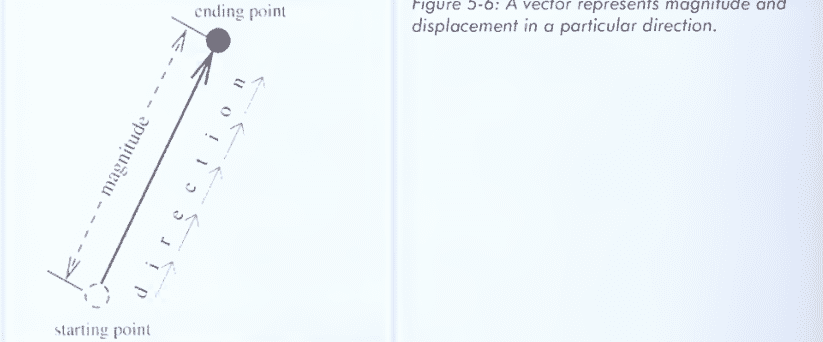 ending point
Figure 5-6: A vector represents magnitude and
displacement in a particular direction.
magnitude
direction
starting point